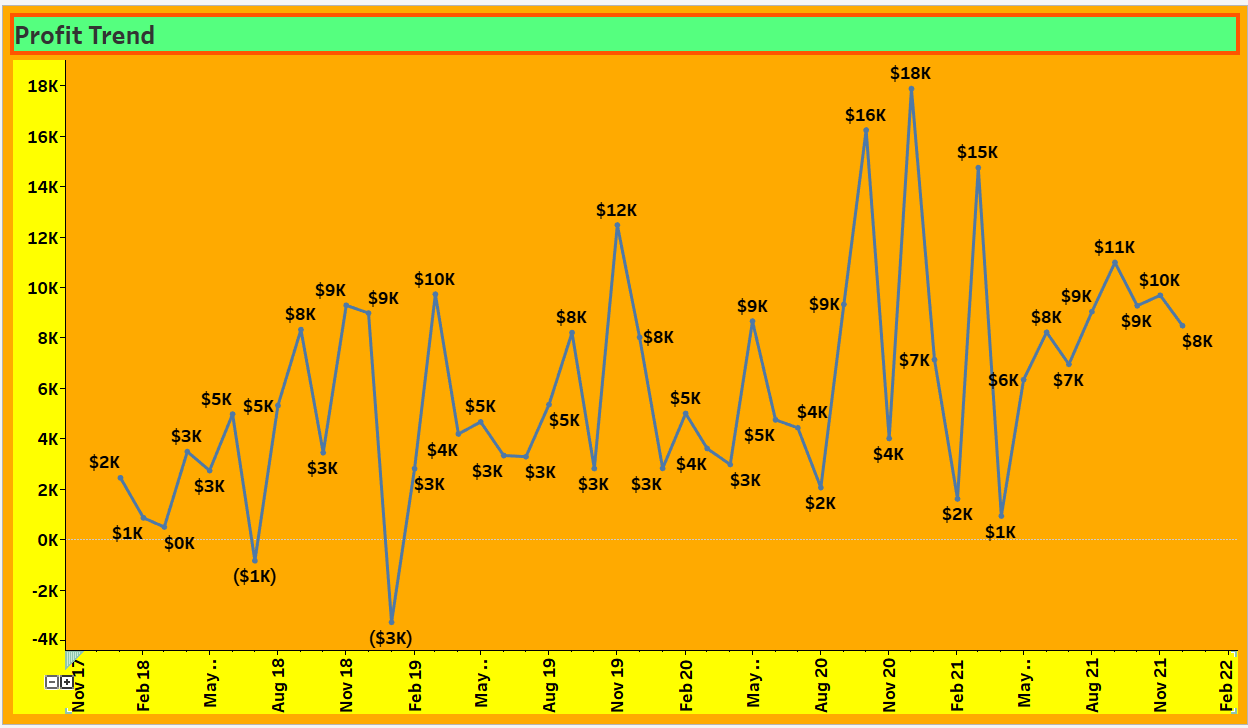 Profit Trend
18K
16K
14K
12K
10K
8K
6K
4K
2K
0K
-2K
-4K
$2K
$1K
$0K
$3K
$3K
$5K
($1K)
$5K
$8K
$3K
$9K
$9K
($3K)
$3K
$10K
$4K
$5K
$3K
$3K
$5K
$8K
$3K
$12K
$8K
$3K
$5K
$4K
$3K
$9K
$5K
$4K
$2K
$9K
$16K
$4K
$18K
$7K
$2K
$15K
$1K
$6K
$8K
$7K
$9K
$11K
$9K
$10K
$8K
Nov 17
Feb 18
May..
Aug 18
Nov 18
Feb 19
May..
Aug 19
Nov 19
Feb 20
May..
Aug 20
Nov 20
Feb 21
May..
Aug 21
Nov 21
Feb 22